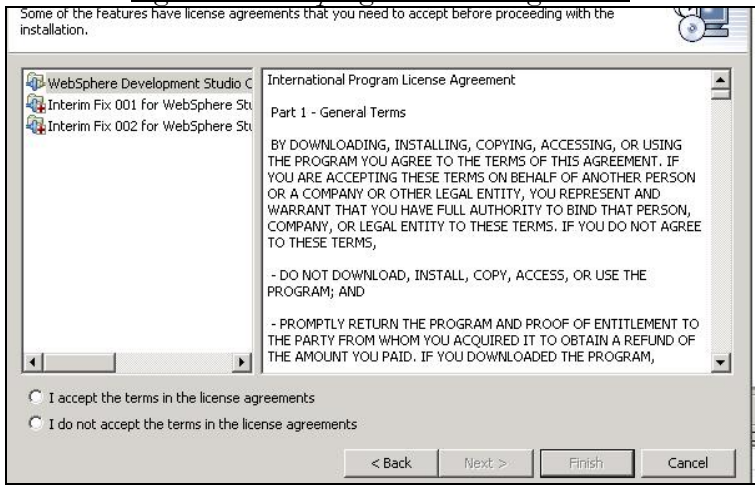 Some of the features have license agreements that you need to accept before proceeding with the
installation.
WebSphere Development Studio C
Interim Fix 001 for WebSphere Stu
Interim Fix 002 for WebSphere Stu
International Program License Agreement
Part 1 - General Terms
BY DOWNLOADING, INSTALLING, COPYING, ACCESSING, OR USING
THE PROGRAM YOU AGREE TO THE TERMS OF THIS AGREEMENT. IF
YOU ARE ACCEPTING THESE TERMS ON BEHALF OF ANOTHER PERSON
OR A COMPANY OR OTHER LEGAL ENTITY, YOU REPRESENT AND
WARRANT THAT YOU HAVE FULL AUTHORITY TO BIND THAT PERSON,
COMPANY, OR LEGAL ENTITY TO THESE TERMS. IF YOU DO NOT AGREE
TO THESE TERMS,
- DO NOT DOWNLOAD, INSTALL, COPY, ACCESS, OR USE THE
PROGRAM; AND
- PROMPTLY RETURN THE PROGRAM AND PROOF OF ENTITLEMENT TO
THE PARTY FROM WHOM YOU ACQUIRED IT TO OBTAIN A REFUND OF
THE AMOUNT YOU PAID. IF YOU DOWNLOADED THE PROGRAM,
I accept the terms in the license agreements
I do not accept the terms in the license agreements
< Back Next > Finish Cancel